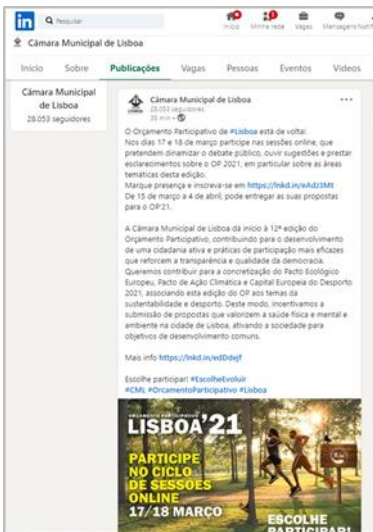 in
Pesquisar
Início
Minha rede
Vagas
Mensagens
Câmara Municipal de Lisboa
Início Sobre Publicações Vagas Pessoas Eventos Vídeos
Câmara Municipal
de Lisboa
28.053 seguidores
Câmara Municipal de Lisboa
28.053 seguidores
35 min •
O Orçamento Participativo de #Lisboa está de volta!
Nos dias 17 e 18 de março participe nas sessões online, que
pretendem dinamizar o debate público, ouvir sugestões e prestar
esclarecimentos sobre o OP 2021, em particular sobre as áreas
temáticas desta edição.
Marque presença e inscreva-se em https://lnkd.in/eAdz3Mt
De 15 de março a 4 de abril, pode entregar as suas propostas
para o OP'21.
A Câmara Municipal de Lisboa dá início à 12ª edição do
Orçamento Participativo, contribuindo para o desenvolvimento
de uma cidadania ativa e práticas de participação mais eficazes
que reforcem a transparência e qualidade da democracia.
Queremos contribuir para a concretização do Pacto Ecológico
Europeu, Pacto de Ação Climática e Capital Europeia do Desporto
2021, associando esta edição do OP aos temas da
sustentabilidade e desporto. Deste modo, incentivamos a
submissão de propostas que valorizem a saúde física e mental e
ambiente na cidade de Lisboa, ativando a sociedade para
objetivos de desenvolvimento comuns.
Mais info https://lnkd.in/edDdejf
Escolhe participar! #EscolheEvoluir
#CML #OrcamentoParticipativo #Lisboa
ORÇAMENTO PARTICIPATIVO
LISBOA'21
PARTICIPE
NO CICLO
DE SESSÕES
ONLINE
17/18 MARÇO
ESCOLHE
PARTICIPAR!